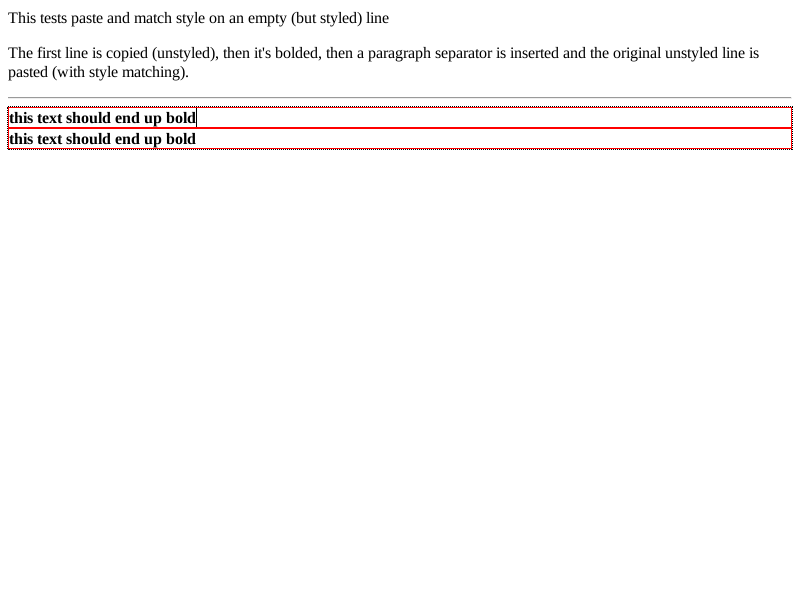 This tests paste and match style on an empty (but styled) line
The first line is copied (unstyled), then it's bolded, then a paragraph separator is inserted and the original unstyled line is
pasted (with style matching).
this text should end up bold
this text should end up bold